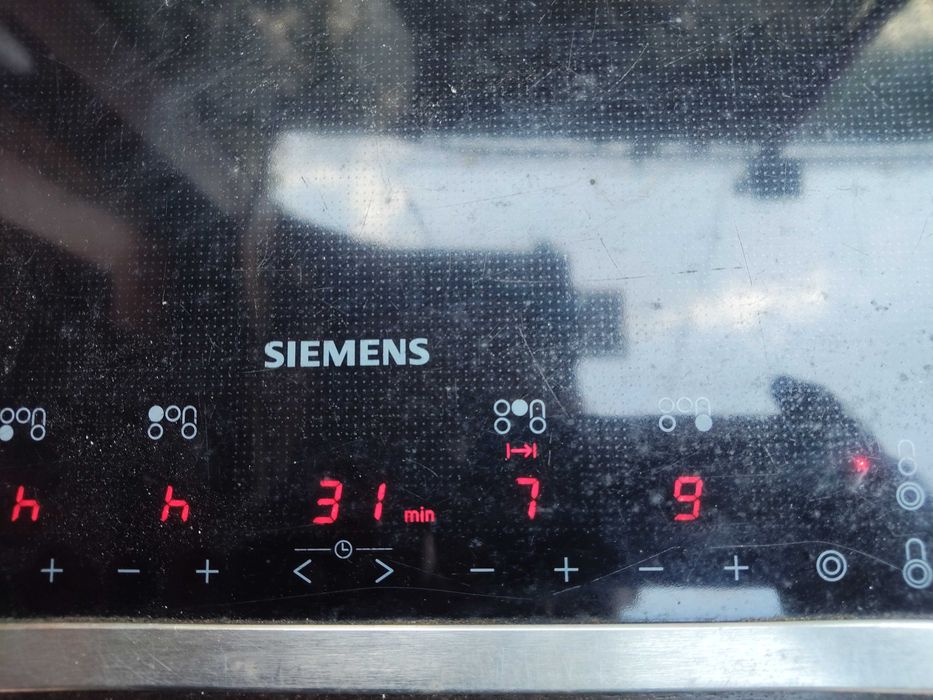 SIEMENS
h h 31 min 7 9
+ − + < > − + − +